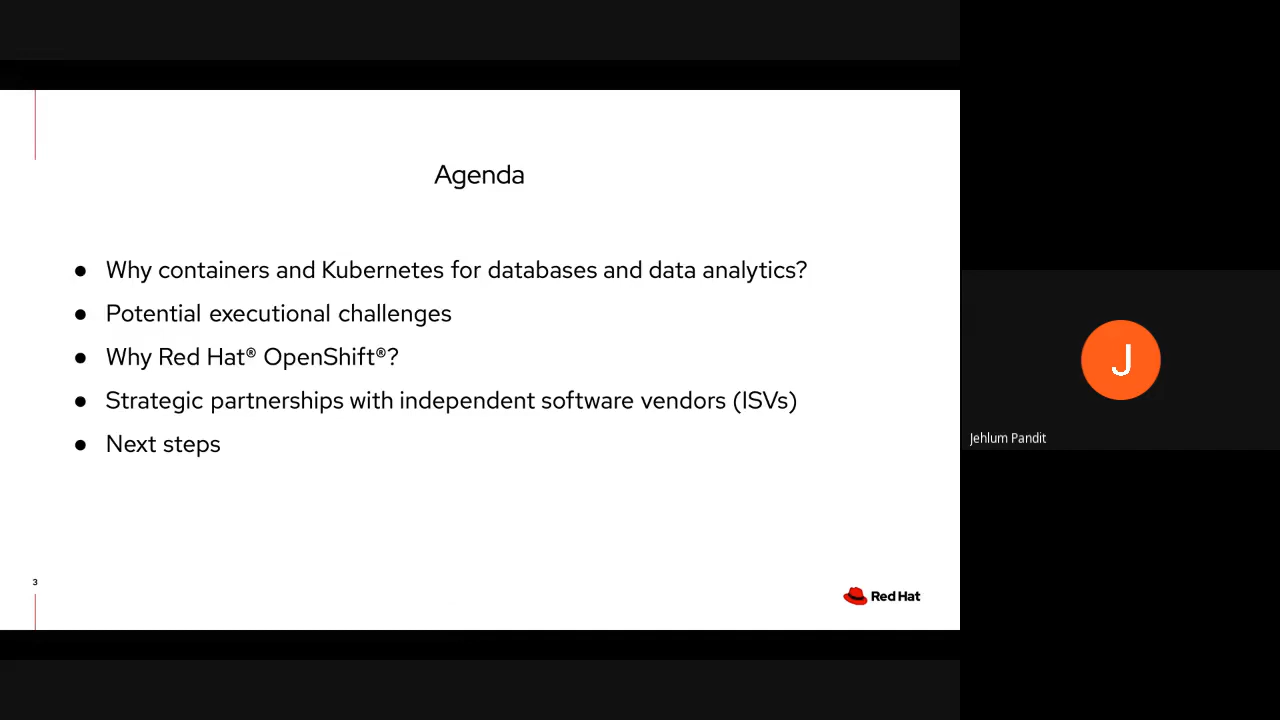 Agenda
● Why containers and Kubernetes for databases and data analytics?
● Potential executional challenges
● Why Red Hat® OpenShift®?
● Strategic partnerships with independent software vendors (ISVs)
● Next steps
3
Red Hat
J
Jehlum Pandit